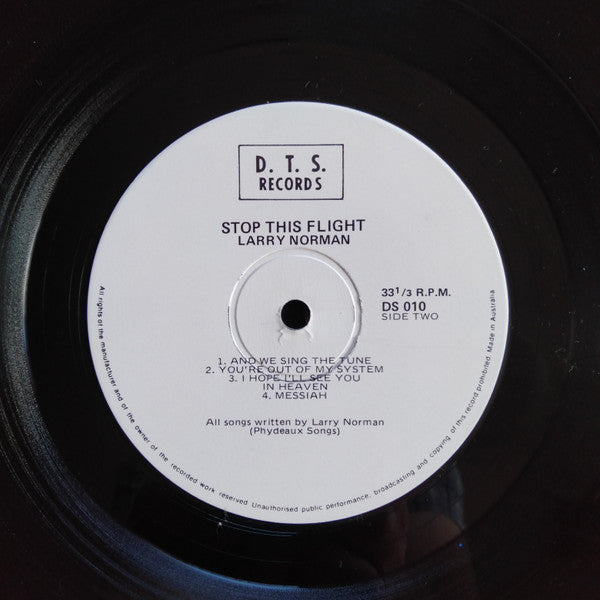 D. T. S.
RECORDS
STOP THIS FLIGHT
LARRY NORMAN
33 1/3 R.P.M.
DS 010
SIDE TWO
1. AND WE SING THE TUNE
2. YOU'RE OUT OF MY SYSTEM
3. I HOPE I'LL SEE YOU
IN HEAVEN
4. MESSIAH
All songs written by Larry Norman
(Phydeaux Songs)
All rights of the manufacturer and of the owner of the recorded work reserved Unauthorised public performance, broadcasting and copying of this record prohibited. Made in Australia